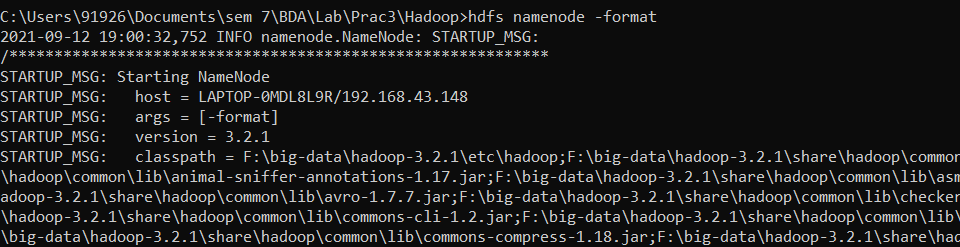 C:\Users\91926\Documents\sem 7\BDA\Lab\Prac3\Hadoop>hdfs namenode -format
2021-09-12 19:00:32,752 INFO namenode.NameNode: STARTUP_MSG:
/************************************************************
STARTUP_MSG: Starting NameNode
STARTUP_MSG:   host = LAPTOP-0MDL8L9R/192.168.43.148
STARTUP_MSG:   args = [-format]
STARTUP_MSG:   version = 3.2.1
STARTUP_MSG:   classpath = F:\big-data\hadoop-3.2.1\etc\hadoop;F:\big-data\hadoop-3.2.1\share\hadoop\common
\hadoop\common\lib\animal-sniffer-annotations-1.17.jar;F:\big-data\hadoop-3.2.1\share\hadoop\common\lib\asm
adoop-3.2.1\share\hadoop\common\lib\avro-1.7.7.jar;F:\big-data\hadoop-3.2.1\share\hadoop\common\lib\checker
\hadoop-3.2.1\share\hadoop\common\lib\commons-cli-1.2.jar;F:\big-data\hadoop-3.2.1\share\hadoop\common\lib\
\big-data\hadoop-3.2.1\share\hadoop\common\lib\commons-compress-1.18.jar;F:\big-data\hadoop-3.2.1\share\had